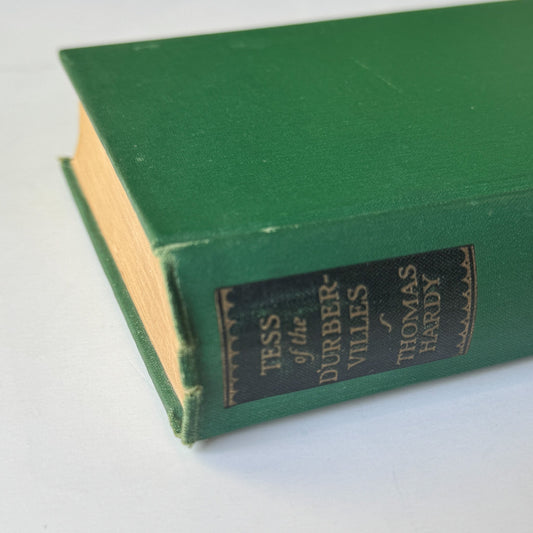 TESS
of the
D'URBER-
VILLES
THOMAS
HARDY